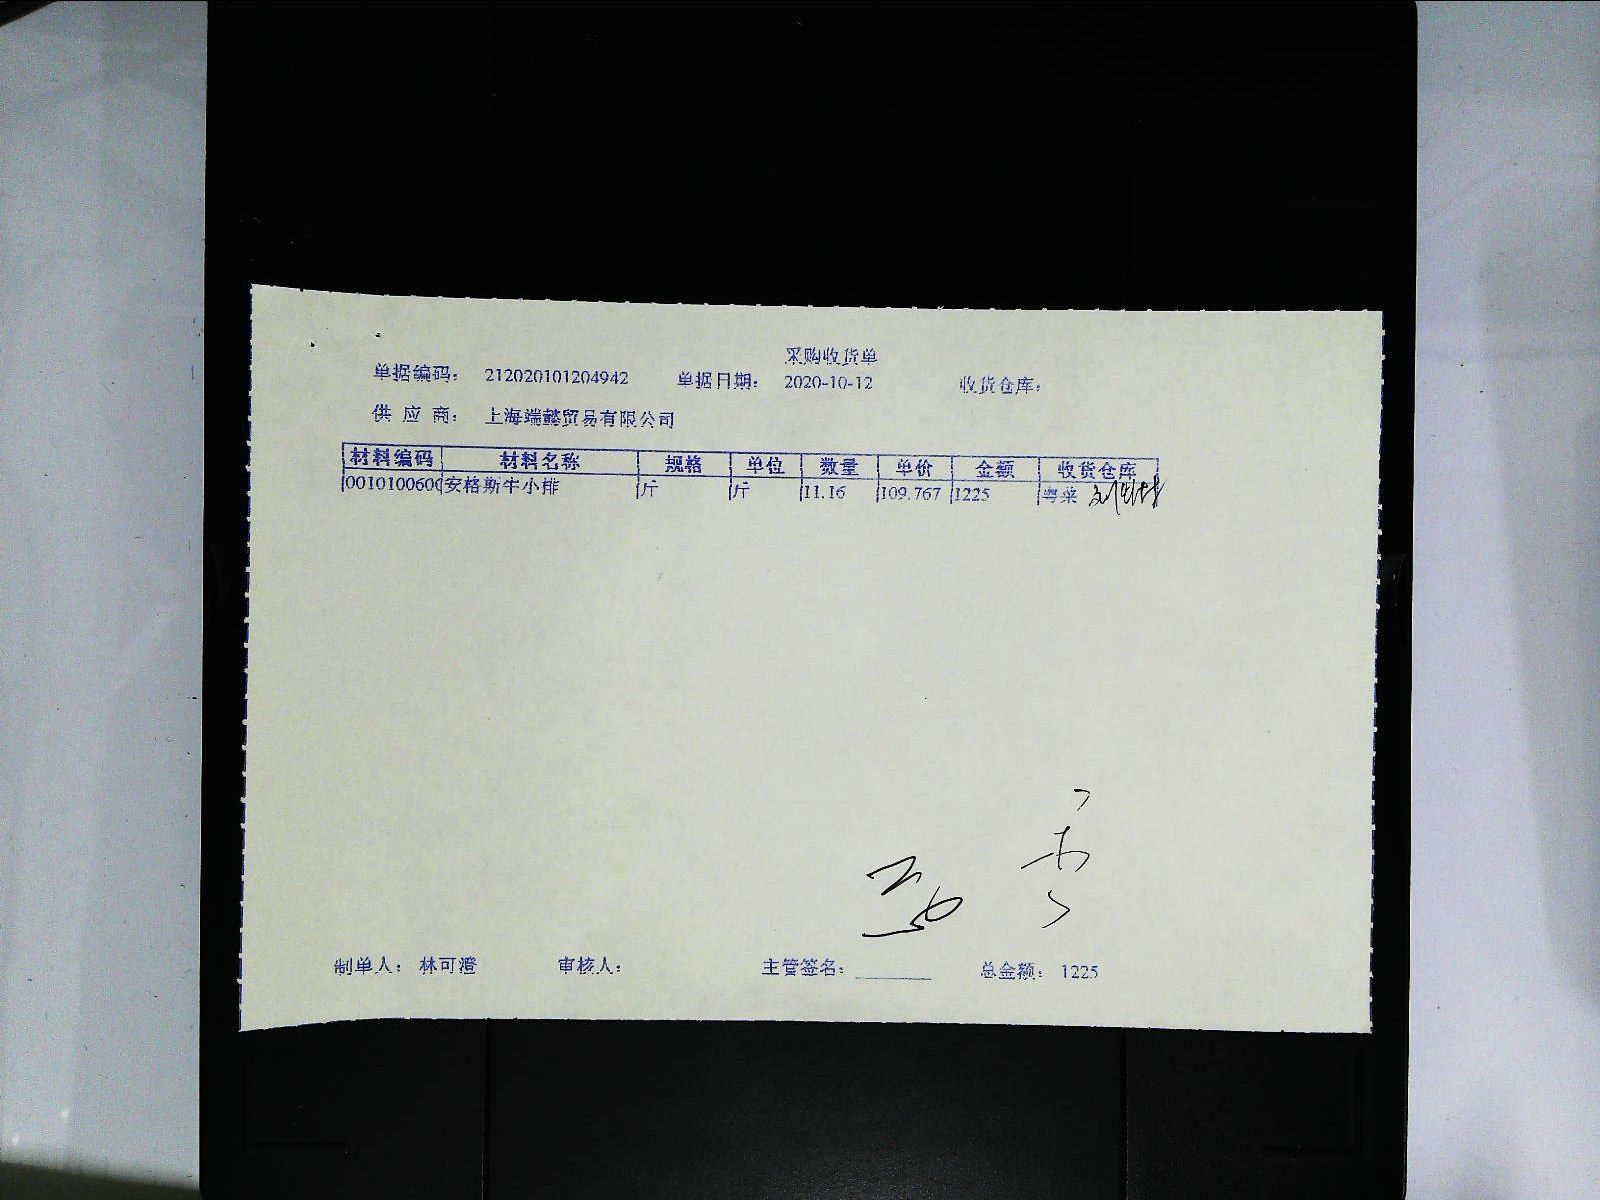 采购收货单
单据编码: 212020101204942 单据日期: 2020-10-12 收货仓库:
供应商: 上海端懿贸易有限公司
材料编码 材料名称 规格 单位 数量 单价 金额 收货仓库
001010060 安格斯牛小排 斤 斤 11.16 109.767 1225 粤菜
制单人: 林可澄 审核人: 主管签名: 总金额: 1225